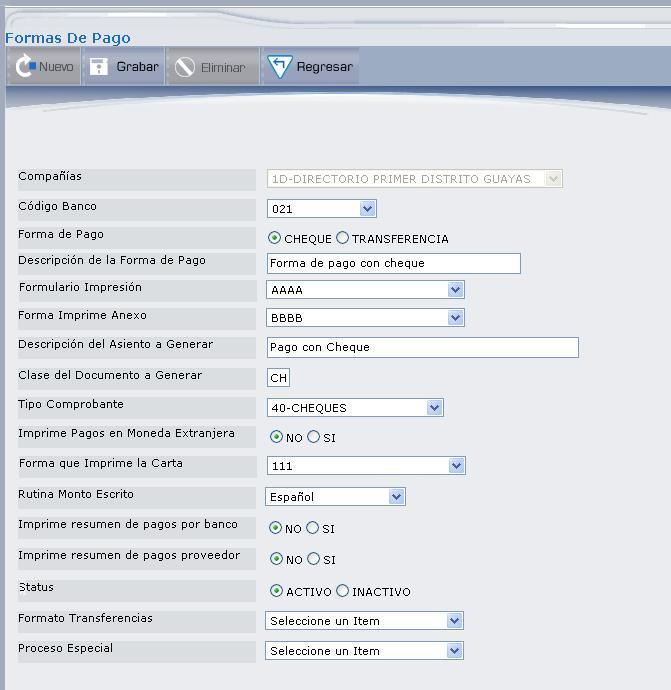 Formas De Pago
Nuevo Grabar Eliminar Regresar
Compañías 1D-DIRECTORIO PRIMER DISTRITO GUAYAS
Código Banco 021
Forma de Pago CHEQUE TRANSFERENCIA
Descripción de la Forma de Pago Forma de pago con cheque
Formulario Impresión AAAA
Forma Imprime Anexo BBBB
Descripción del Asiento a Generar Pago con Cheque
Clase del Documento a Generar CH
Tipo Comprobante 40-CHEQUES
Imprime Pagos en Moneda Extranjera NO SI
Forma que Imprime la Carta 111
Rutina Monto Escrito Español
Imprime resumen de pagos por banco NO SI
Imprime resumen de pagos proveedor NO SI
Status ACTIVO INACTIVO
Formato Transferencias Seleccione un Item
Proceso Especial Seleccione un Item